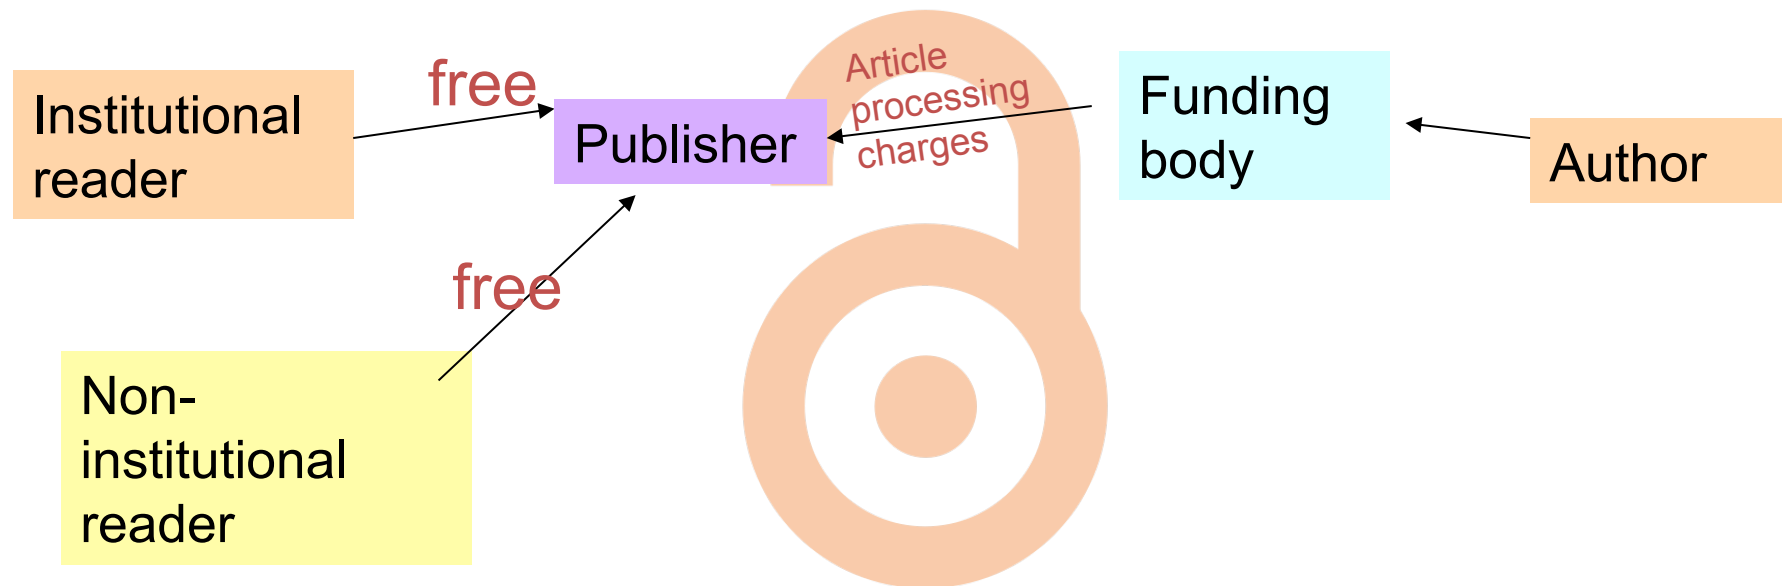 Institutional
reader
free
Publisher
Article
processing
charges
Funding
body
Author
free
Non-
institutional
reader